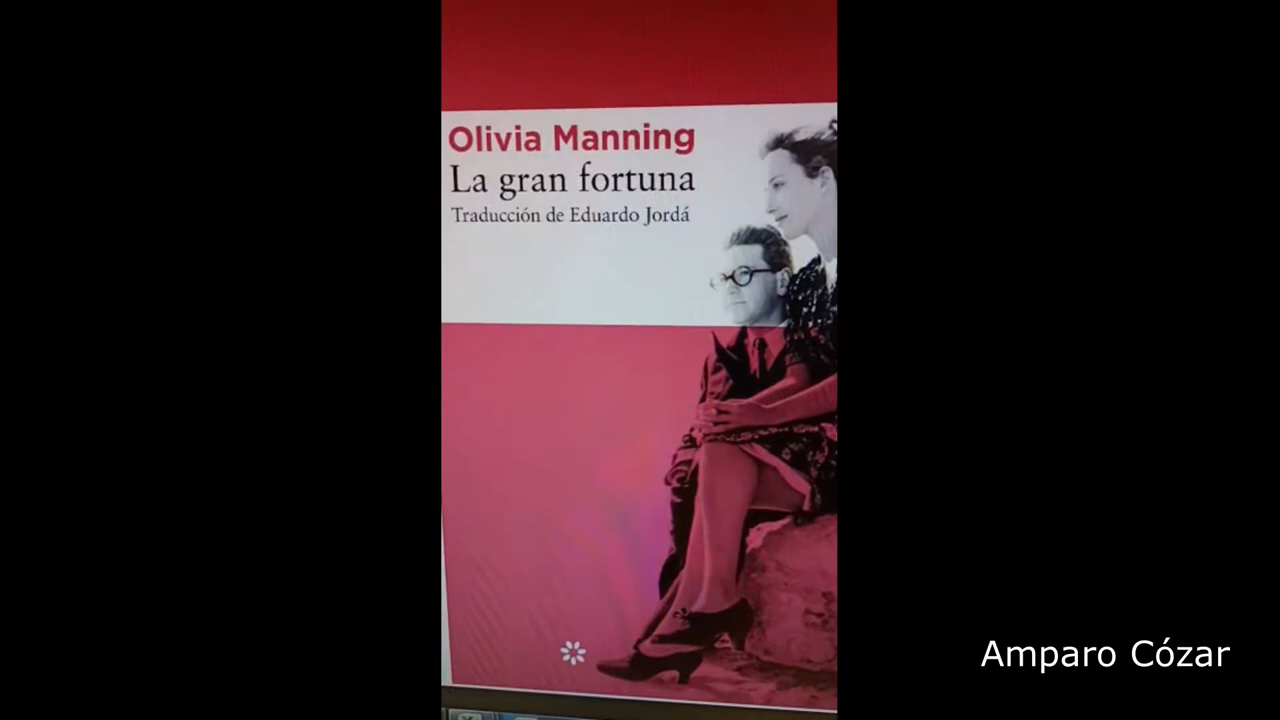 Olivia Manning
La gran fortuna
Traducción de Eduardo Jordá
Amparo Cózar